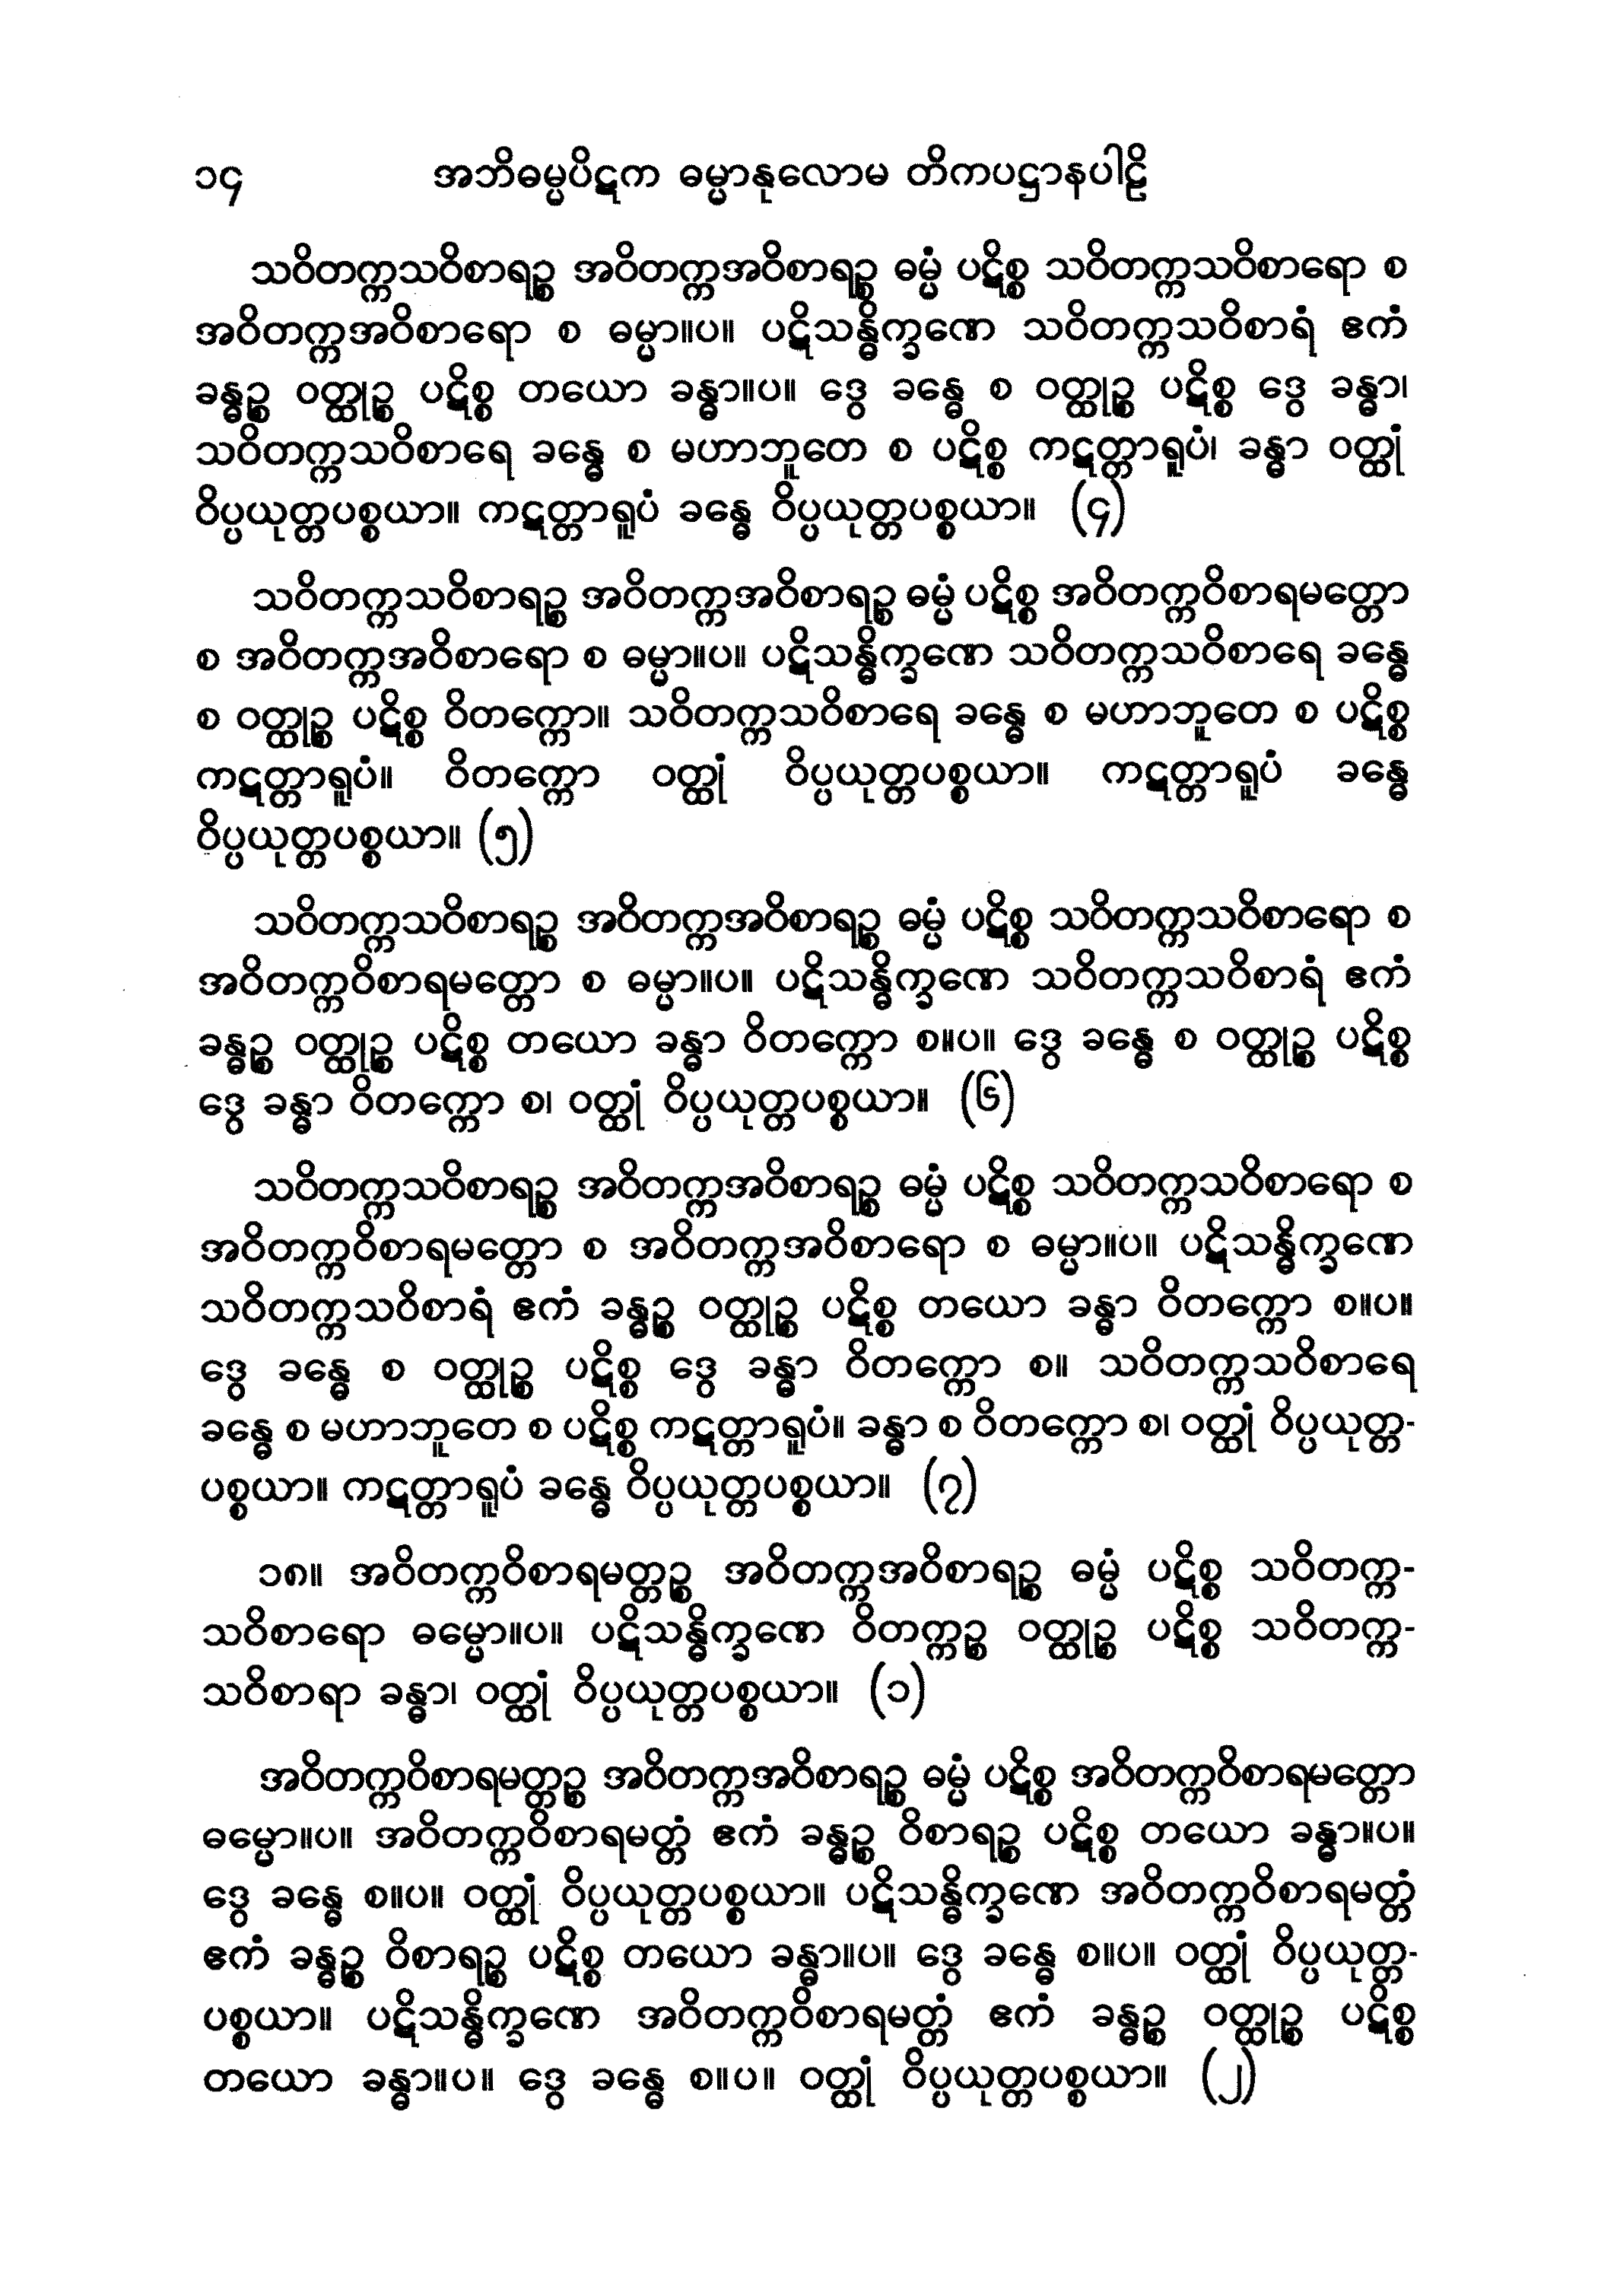 ၁၄ အဘိဓမ္မပိဋက ဓမ္မာနုလောမ တိကပဋ္ဌာနပါဠိ
သဝိတက္ကသဝိစာရဉ္စ အဝိတက္ကအဝိစာရဉ္စ ဓမ္မံ ပဋိစ္စ သဝိတက္ကသဝိစာရော စ
အဝိတက္ကအဝိစာရော စ ဓမ္မာ။ပ။ ပဋိသန္ဓိက္ခဏေ သဝိတက္ကသဝိစာရံ ဧကံ
ခန္ဓဉ္စ ဝတ္ထုဉ္စ ပဋိစ္စ တယော ခန္ဓာ။ပ။ ဒွေ ခန္ဓေ စ ဝတ္ထုဉ္စ ပဋိစ္စ ဒွေ ခန္ဓာ၊
သဝိတက္ကသဝိစာရေ ခန္ဓေ စ မဟာဘူတေ စ ပဋိစ္စ ကဋတ္တာရူပံ၊ ခန္ဓာ ဝတ္ထုံ
ဝိပ္ပယုတ္တပစ္စယာ။ ကဋတ္တာရူပံ ခန္ဓေ ဝိပ္ပယုတ္တပစ္စယာ။ (၄)
သဝိတက္ကသဝိစာရဉ္စ အဝိတက္ကအဝိစာရဉ္စ ဓမ္မံ ပဋိစ္စ အဝိတက္ကဝိစာရမတ္တော
စ အဝိတက္ကအဝိစာရော စ ဓမ္မာ။ပ။ ပဋိသန္ဓိက္ခဏေ သဝိတက္ကသဝိစာရေ ခန္ဓေ
စ ဝတ္ထုဉ္စ ပဋိစ္စ ဝိတက္ကော။ သဝိတက္ကသဝိစာရေ ခန္ဓေ စ မဟာဘူတေ စ ပဋိစ္စ
ကဋတ္တာရူပံ။ ဝိတက္ကော ဝတ္ထုံ ဝိပ္ပယုတ္တပစ္စယာ။ ကဋတ္တာရူပံ ခန္ဓေ
ဝိပ္ပယုတ္တပစ္စယာ။ (၅)
သဝိတက္ကသဝိစာရဉ္စ အဝိတက္ကအဝိစာရဉ္စ ဓမ္မံ ပဋိစ္စ သဝိတက္ကသဝိစာရော စ
အဝိတက္ကဝိစာရမတ္တော စ ဓမ္မာ။ပ။ ပဋိသန္ဓိက္ခဏေ သဝိတက္ကသဝိစာရံ ဧကံ
ခန္ဓဉ္စ ဝတ္ထုဉ္စ ပဋိစ္စ တယော ခန္ဓာ ဝိတက္ကော စ။ပ။ ဒွေ ခန္ဓေ စ ဝတ္ထုဉ္စ ပဋိစ္စ
ဒွေ ခန္ဓာ ဝိတက္ကော စ၊ ဝတ္ထုံ ဝိပ္ပယုတ္တပစ္စယာ။ (၆)
သဝိတက္ကသဝိစာရဉ္စ အဝိတက္ကအဝိစာရဉ္စ ဓမ္မံ ပဋိစ္စ သဝိတက္ကသဝိစာရော စ
အဝိတက္ကဝိစာရမတ္တော စ အဝိတက္ကအဝိစာရော စ ဓမ္မာ။ပ။ ပဋိသန္ဓိက္ခဏေ
သဝိတက္ကသဝိစာရံ ဧကံ ခန္ဓဉ္စ ဝတ္ထုဉ္စ ပဋိစ္စ တယော ခန္ဓာ ဝိတက္ကော စ။ပ။
ဒွေ ခန္ဓေ စ ဝတ္ထုဉ္စ ပဋိစ္စ ဒွေ ခန္ဓာ ဝိတက္ကော စ။ သဝိတက္ကသဝိစာရေ
ခန္ဓေ စ မဟာဘူတေ စ ပဋိစ္စ ကဋတ္တာရူပံ။ ခန္ဓာ စ ဝိတက္ကော စ၊ ဝတ္ထုံ ဝိပ္ပယုတ္တ-
ပစ္စယာ။ ကဋတ္တာရူပံ ခန္ဓေ ဝိပ္ပယုတ္တပစ္စယာ။ (၇)
၁၈။ အဝိတက္ကဝိစာရမတ္တဉ္စ အဝိတက္ကအဝိစာရဉ္စ ဓမ္မံ ပဋိစ္စ သဝိတက္က-
သဝိစာရော ဓမ္မော။ပ။ ပဋိသန္ဓိက္ခဏေ ဝိတက္ကဉ္စ ဝတ္ထုဉ္စ ပဋိစ္စ သဝိတက္က-
သဝိစာရာ ခန္ဓာ၊ ဝတ္ထုံ ဝိပ္ပယုတ္တပစ္စယာ။ (၁)
အဝိတက္ကဝိစာရမတ္တဉ္စ အဝိတက္ကအဝိစာရဉ္စ ဓမ္မံ ပဋိစ္စ အဝိတက္ကဝိစာရမတ္တော
ဓမ္မော။ပ။ အဝိတက္ကဝိစာရမတ္တံ ဧကံ ခန္ဓဉ္စ ဝိစာရဉ္စ ပဋိစ္စ တယော ခန္ဓာ။ပ။
ဒွေ ခန္ဓေ စ။ပ။ ဝတ္ထုံ ဝိပ္ပယုတ္တပစ္စယာ။ ပဋိသန္ဓိက္ခဏေ အဝိတက္ကဝိစာရမတ္တံ
ဧကံ ခန္ဓဉ္စ ဝိစာရဉ္စ ပဋိစ္စ တယော ခန္ဓာ။ပ။ ဒွေ ခန္ဓေ စ။ပ။ ဝတ္ထုံ ဝိပ္ပယုတ္တ-
ပစ္စယာ။ ပဋိသန္ဓိက္ခဏေ အဝိတက္ကဝိစာရမတ္တံ ဧကံ ခန္ဓဉ္စ ဝတ္ထုဉ္စ ပဋိစ္စ
တယော ခန္ဓာ။ပ။ ဒွေ ခန္ဓေ စ။ပ။ ဝတ္ထုံ ဝိပ္ပယုတ္တပစ္စယာ။ (၂)